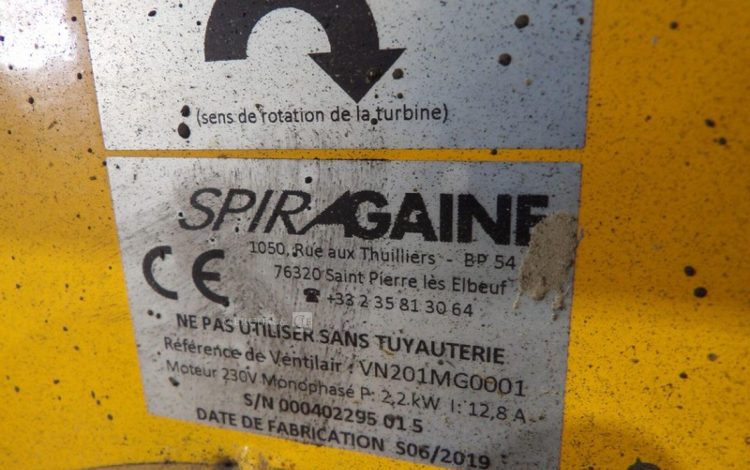 (sens de rotation de la turbine)
SPIRAGAINE
1050, Rue aux Thuilliers - BP 54
76320 Saint Pierre lès Elbeuf
☎ +33 2 35 81 30 64
CE
NE PAS UTILISER SANS TUYAUTERIE
Référence de Ventilair : VN201MG0001
Moteur 230V Monophasé P: 2,2 kW I: 12,8 A
S/N 000402295 01 5
DATE DE FABRICATION S06/2019